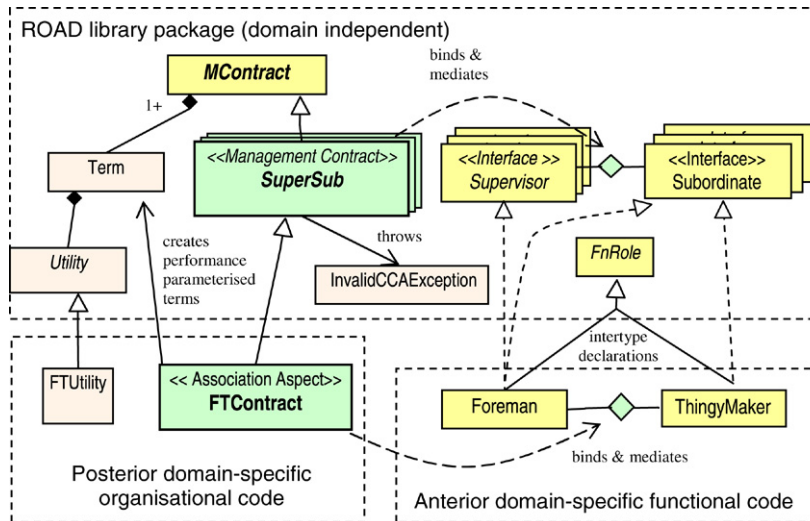 ROAD library package (domain independent)
MContract
binds &
mediates
1+
<<Management Contract>>
SuperSub
<<Interface >>
Supervisor
<<Interface>>
Subordinate
Term
creates
performance
parameterised
terms
throws
Utility
InvalidCCAException
FnRole
intertype
declarations
FTUtility
<< Association Aspect>>
FTContract
Foreman
ThingyMaker
binds & mediates
Posterior domain-specific
organisational code
Anterior domain-specific functional code